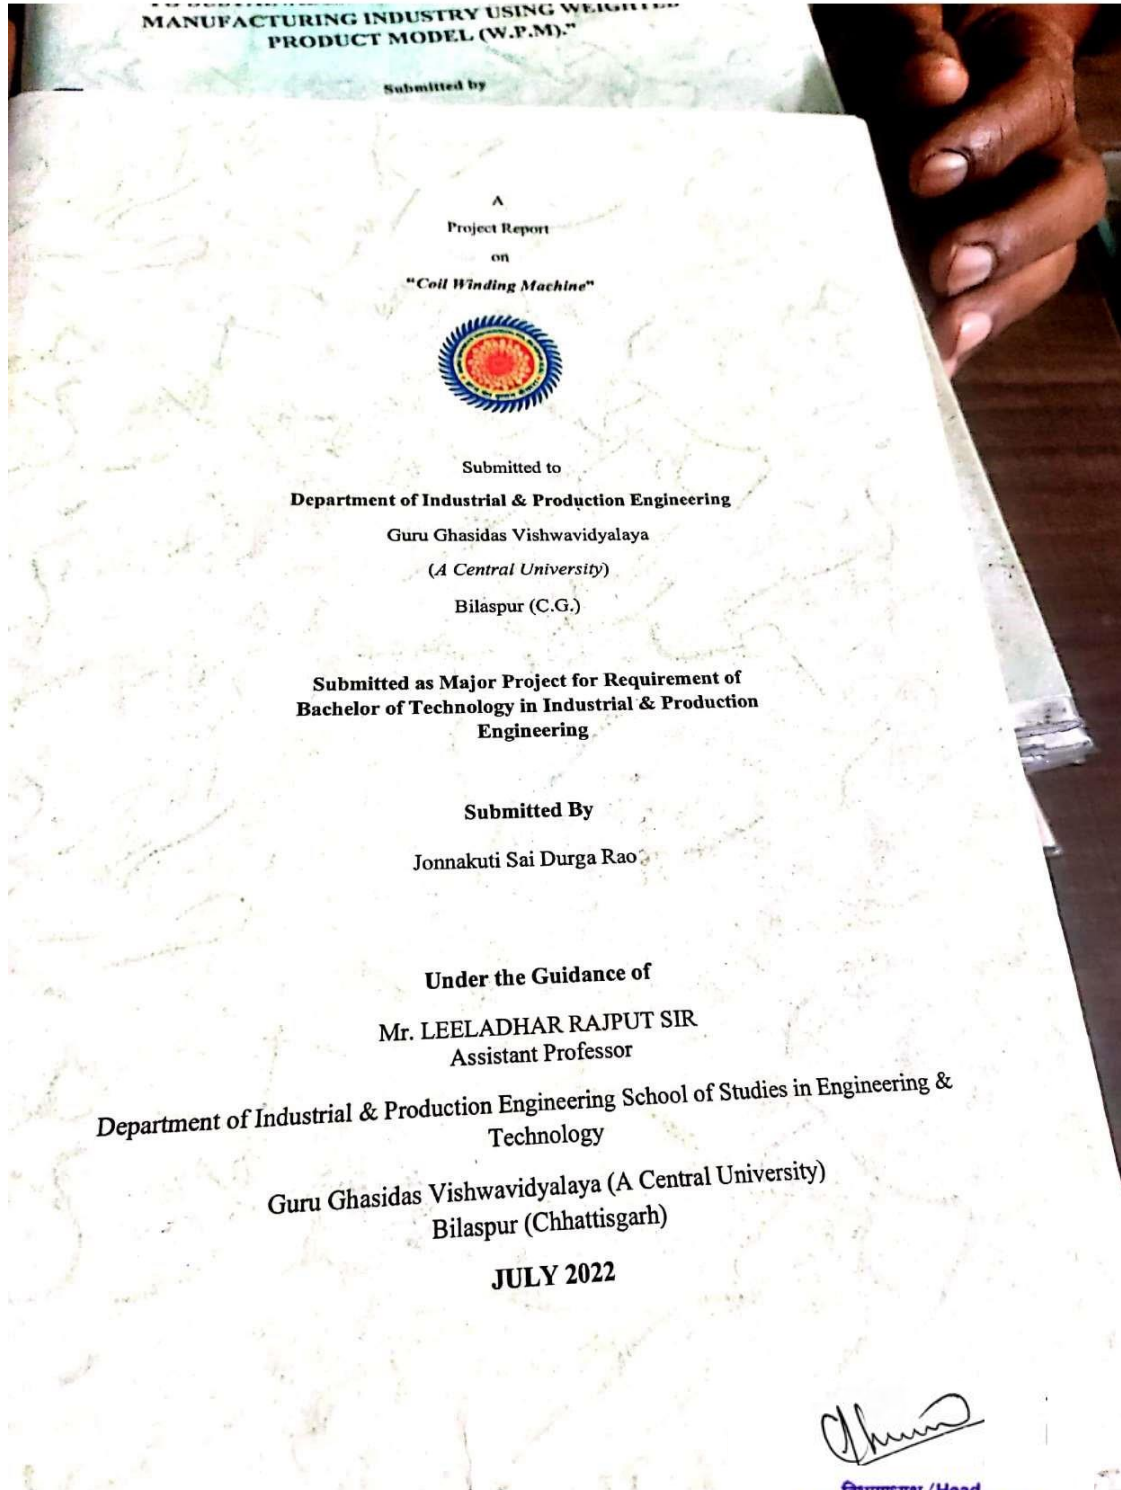 MANUFACTURING INDUSTRY USING WEIGHTED
PRODUCT MODEL (W.P.M)."
Submitted by
A
Project Report
on
"Coil Winding Machine"
Submitted to
Department of Industrial & Production Engineering
Guru Ghasidas Vishwavidyalaya
(A Central University)
Bilaspur (C.G.)
Submitted as Major Project for Requirement of
Bachelor of Technology in Industrial & Production
Engineering
Submitted By
Jonnakuti Sai Durga Rao
Under the Guidance of
Mr. LEELADHAR RAJPUT SIR
Assistant Professor
Department of Industrial & Production Engineering School of Studies in Engineering &
Technology
Guru Ghasidas Vishwavidyalaya (A Central University)
Bilaspur (Chhattisgarh)
JULY 2022
/Head